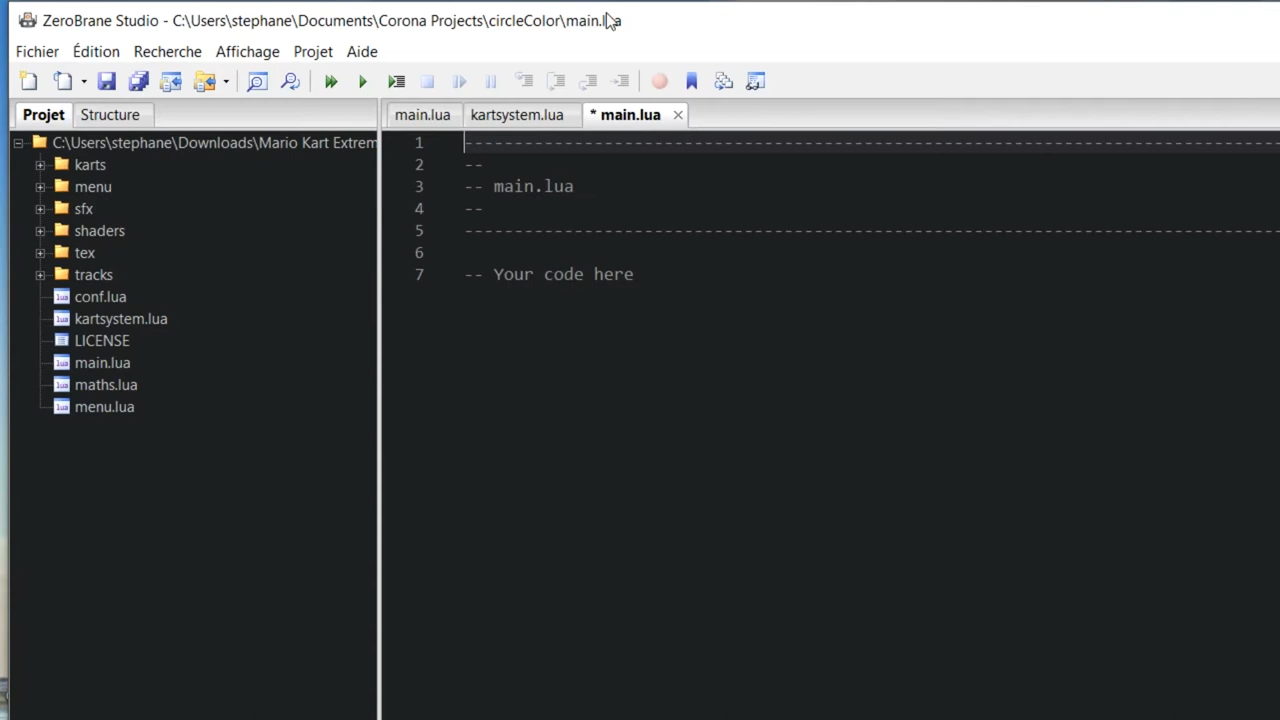 ZeroBrane Studio - C:\Users\stephane\Documents\Corona Projects\circleColor\main.lua
Fichier Édition Recherche Affichage Projet Aide
Projet Structure
main.lua kartsystem.lua * main.lua
C:\Users\stephane\Downloads\Mario Kart Extrem
karts
menu
sfx
shaders
tex
tracks
conf.lua
kartsystem.lua
LICENSE
main.lua
maths.lua
menu.lua
1 --------------------------------------------------------------------------------
2 --
3 -- main.lua
4 --
5 --------------------------------------------------------------------------------
6
7 -- Your code here